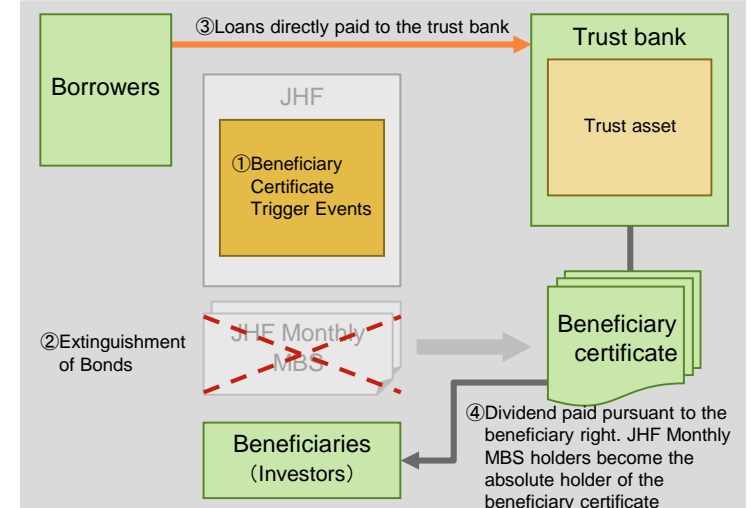 ③Loans directly paid to the trust bank
Borrowers
Trust bank
Trust asset
JHF
①Beneficiary
Certificate
Trigger Events
②Extinguishment
of Bonds
JHF Monthly
MBS
Beneficiary
certificate
④Dividend paid pursuant to the
beneficiary right. JHF Monthly
MBS holders become the
absolute holder of the
beneficiary certificate
Beneficiaries
（Investors）